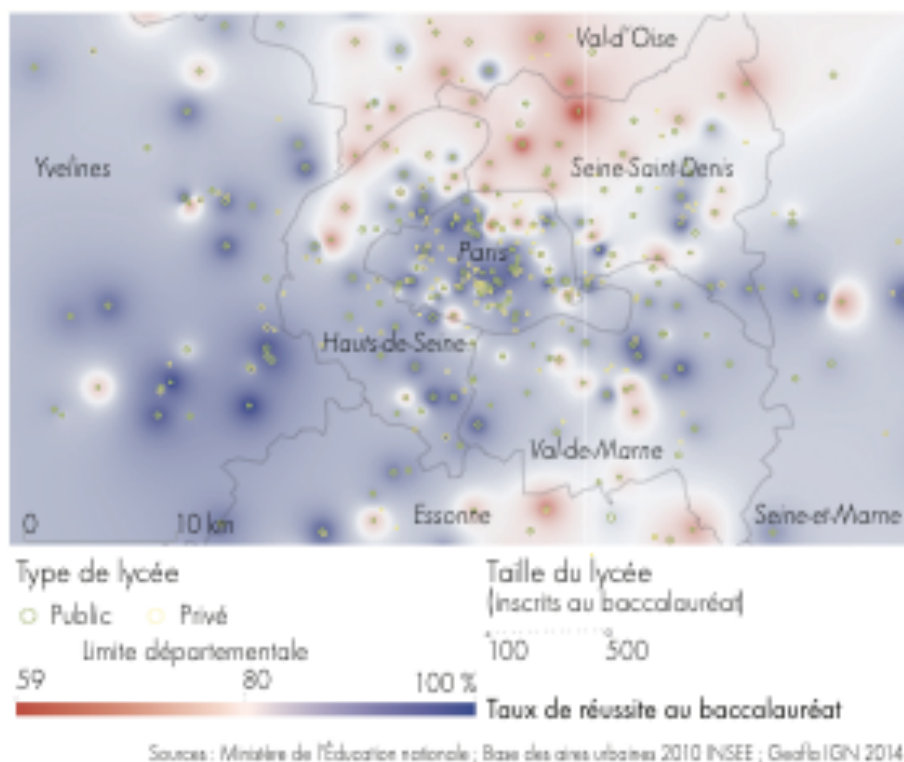 Val-d'Oise
Yvelines
Seine-Saint-Denis
Paris
Hauts-de-Seine
Val-de-Marne
0 10 km
Essonne
Seine-et-Marne
Type de lycée
Public Privé
Limite départementale
59 80 100 %
Taille du lycée
(inscrits au baccalauréat)
100 500
Taux de réussite au baccalauréat
Sources : Ministère de l'Éducation nationale ; Base des aires urbaines 2010 INSEE ; Geofla IGN 2014